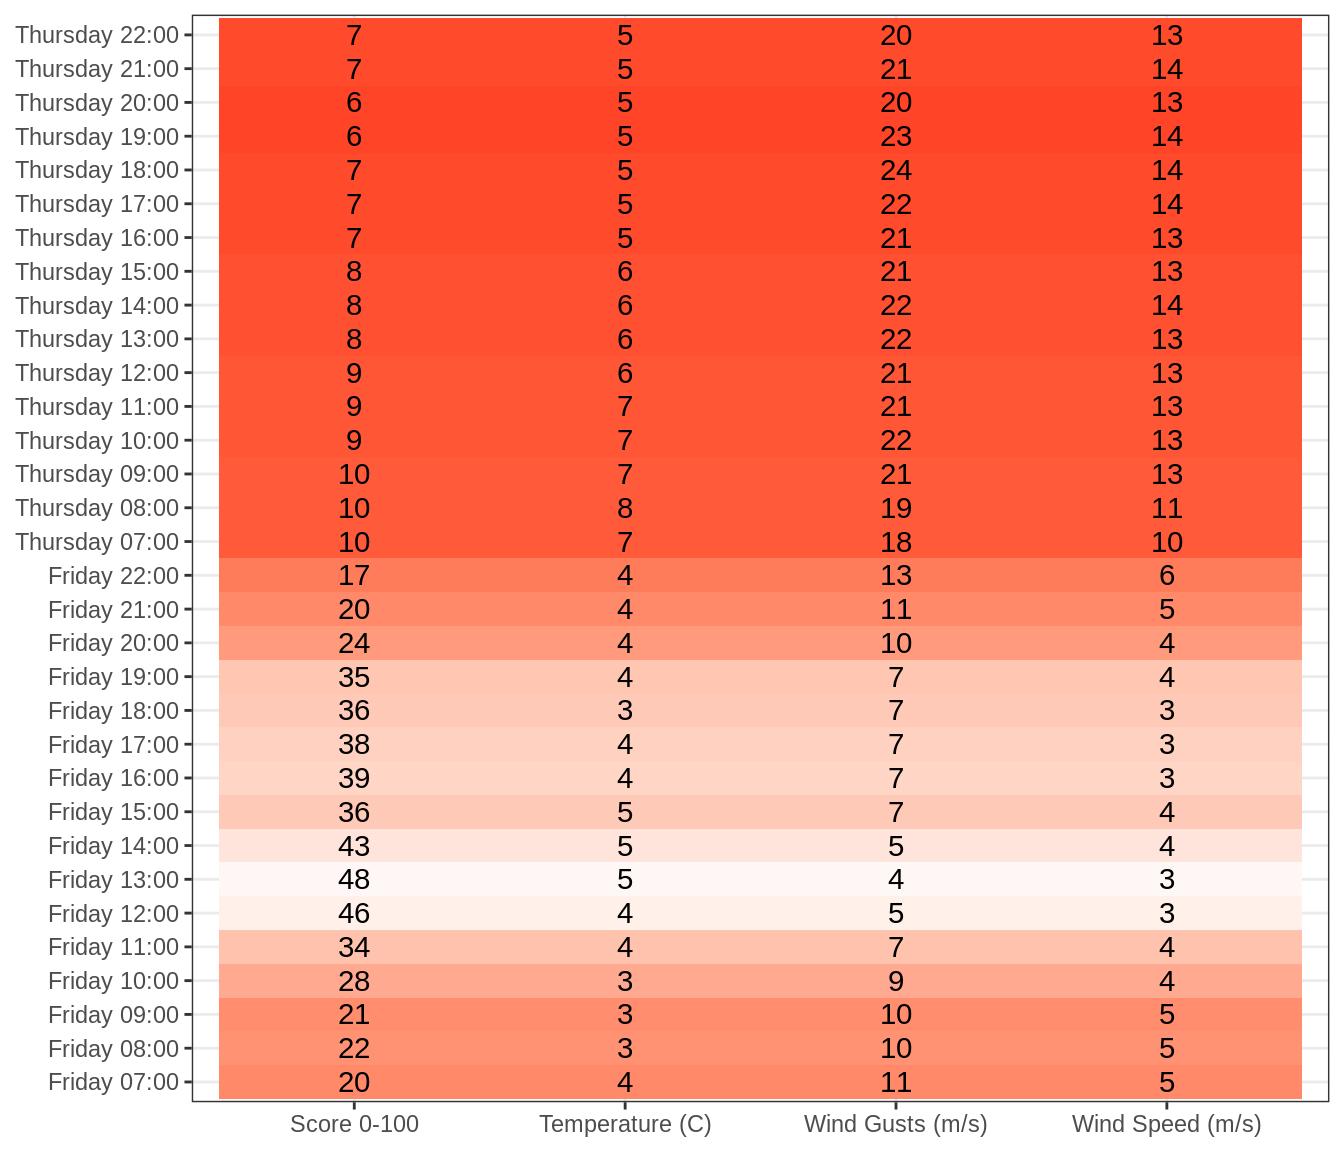 Thursday 22:00 7 5 20 13
Thursday 21:00 7 5 21 14
Thursday 20:00 6 5 20 13
Thursday 19:00 6 5 23 14
Thursday 18:00 7 5 24 14
Thursday 17:00 7 5 22 14
Thursday 16:00 7 5 21 13
Thursday 15:00 8 6 21 13
Thursday 14:00 8 6 22 14
Thursday 13:00 8 6 22 13
Thursday 12:00 9 6 21 13
Thursday 11:00 9 7 21 13
Thursday 10:00 9 7 22 13
Thursday 09:00 10 7 21 13
Thursday 08:00 10 8 19 11
Thursday 07:00 10 7 18 10
Friday 22:00 17 4 13 6
Friday 21:00 20 4 11 5
Friday 20:00 24 4 10 4
Friday 19:00 35 4 7 4
Friday 18:00 36 3 7 3
Friday 17:00 38 4 7 3
Friday 16:00 39 4 7 3
Friday 15:00 36 5 7 4
Friday 14:00 43 5 5 4
Friday 13:00 48 5 4 3
Friday 12:00 46 4 5 3
Friday 11:00 34 4 7 4
Friday 10:00 28 3 9 4
Friday 09:00 21 3 10 5
Friday 08:00 22 3 10 5
Friday 07:00 20 4 11 5
Score 0-100 Temperature (C) Wind Gusts (m/s) Wind Speed (m/s)